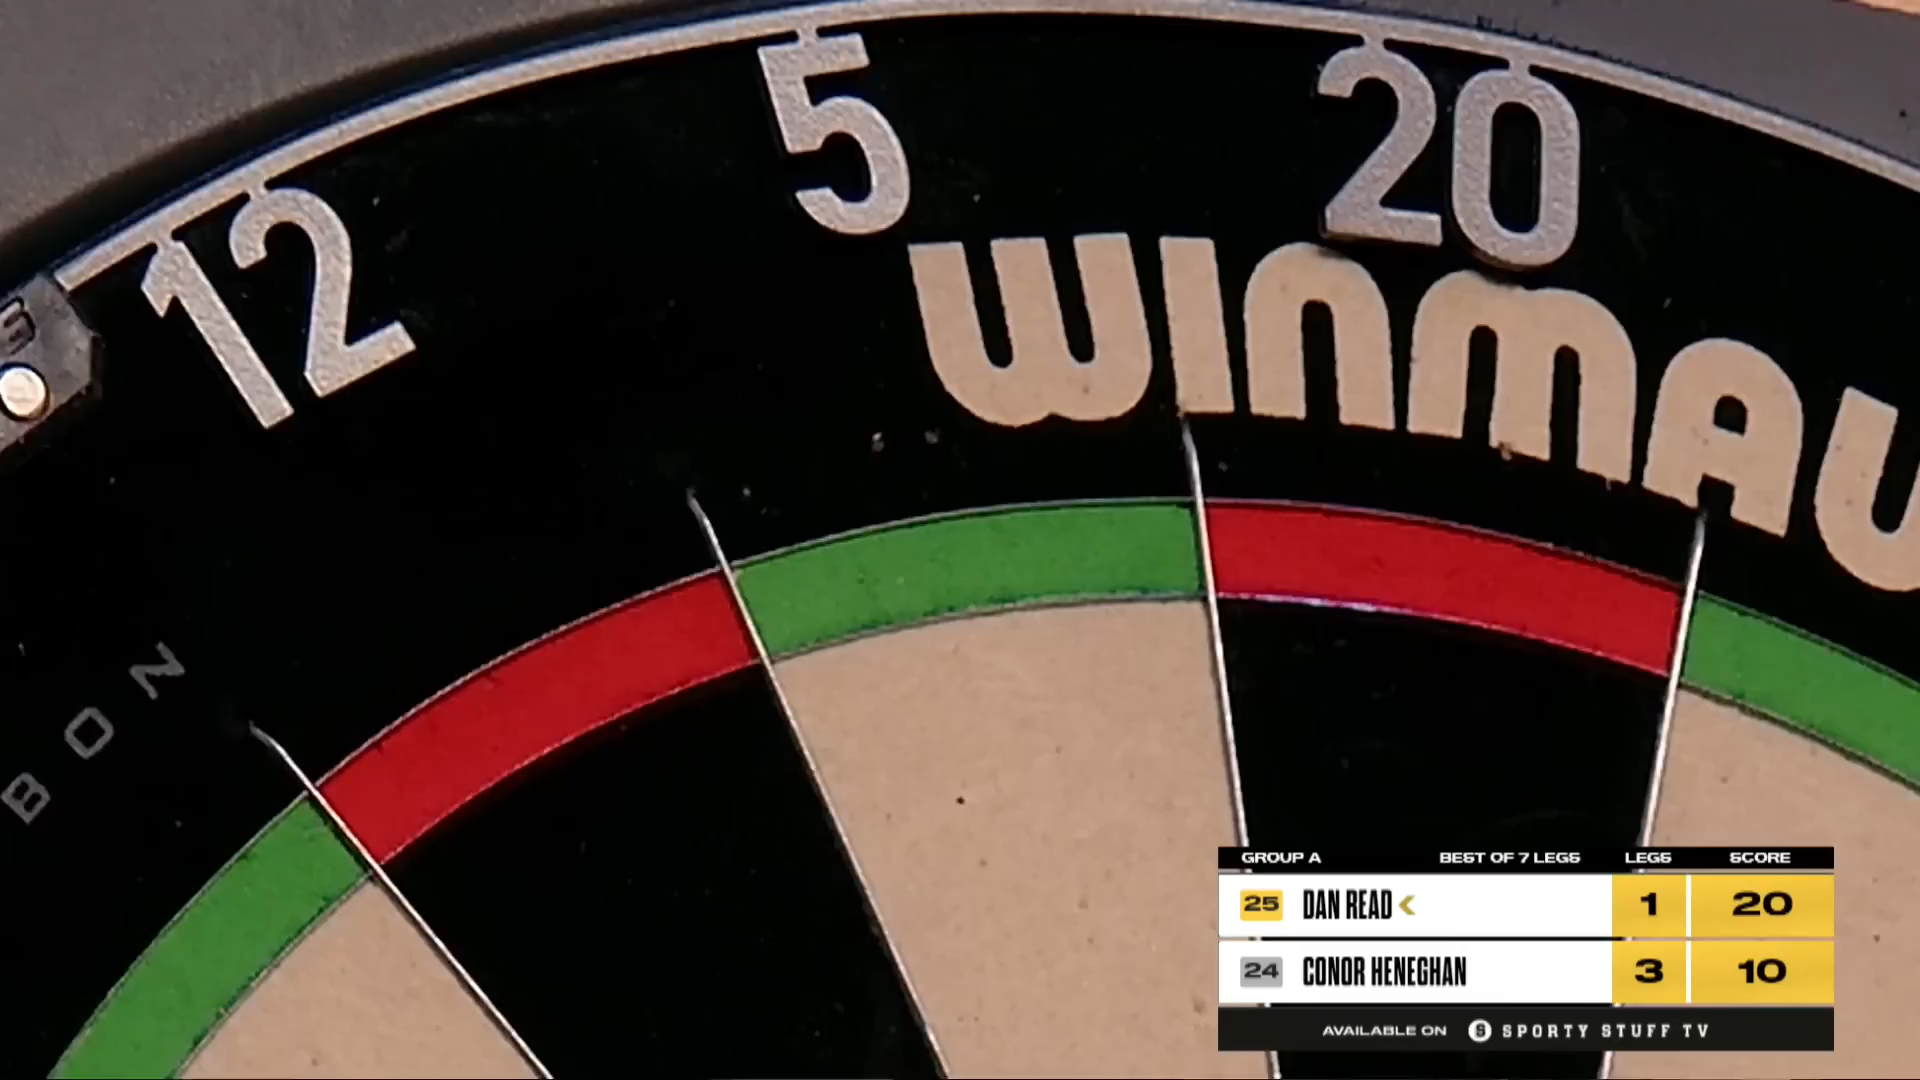 12
5
20
WINMAU
BON
GROUP A BEST OF 7 LEGS LEGS SCORE
25 DAN READ 1 20
24 CONOR HENEGHAN 3 10
AVAILABLE ON S SPORTY STUFF TV